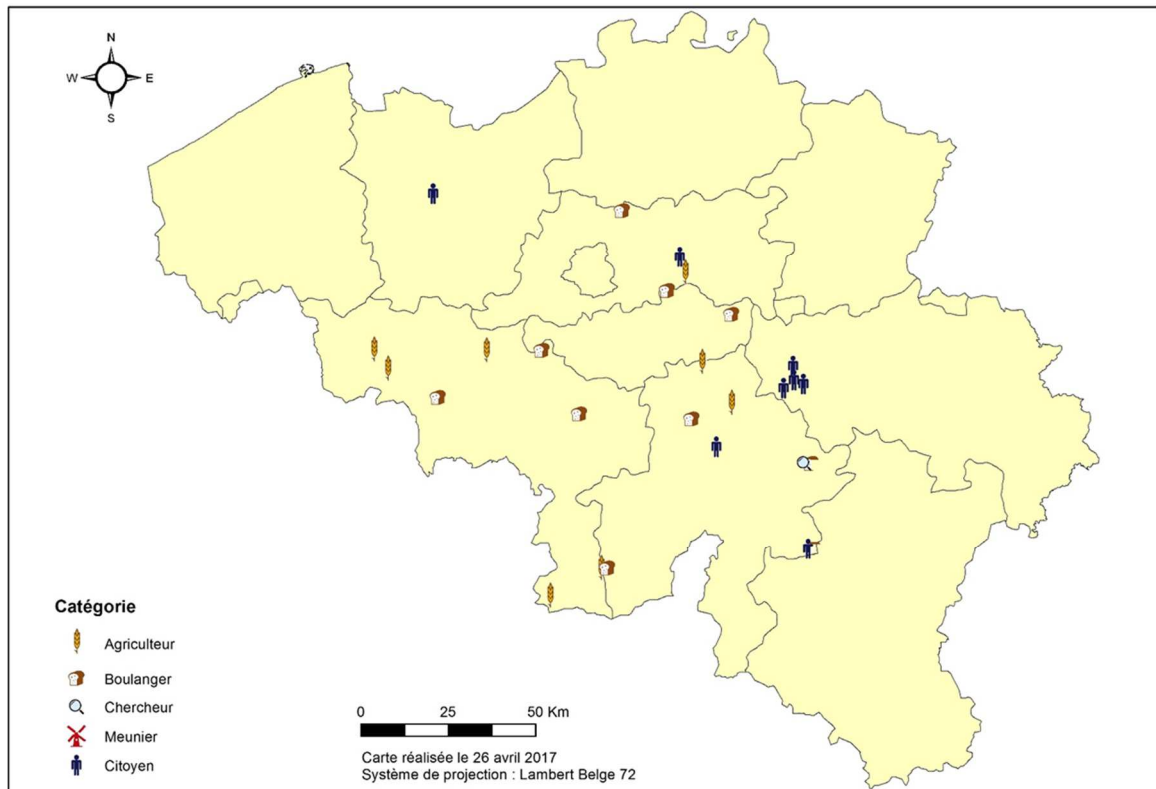 N
W E
S
Catégorie
Agriculteur
Boulanger
Chercheur
Meunier
Citoyen
0 25 50 Km
Carte réalisée le 26 avril 2017
Système de projection : Lambert Belge 72